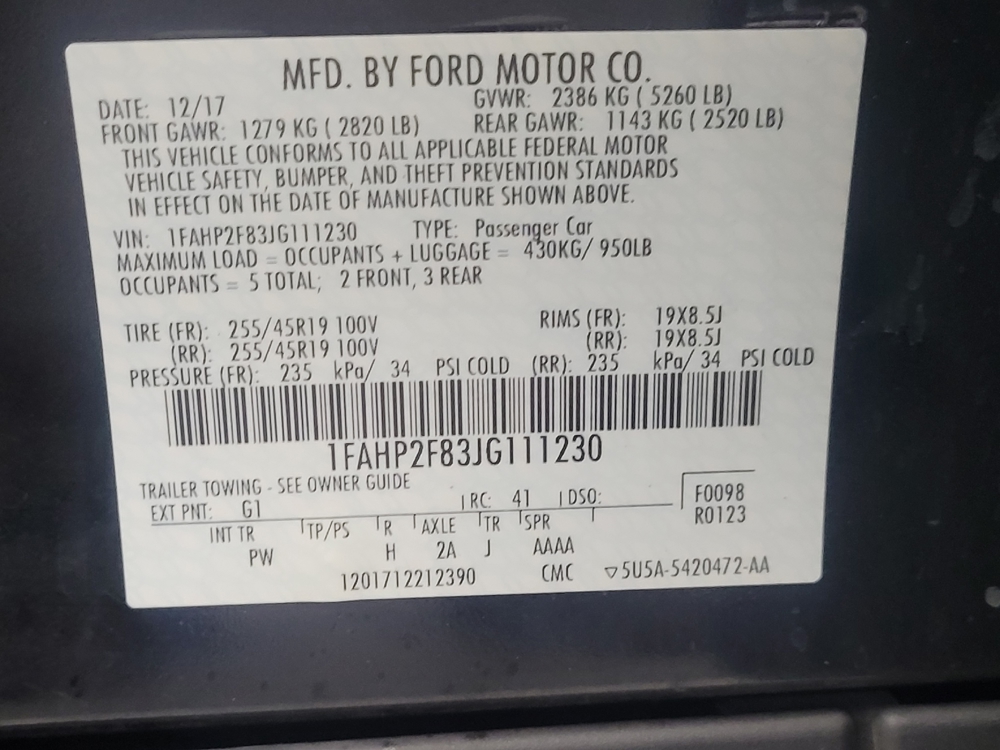 MFD. BY FORD MOTOR CO.
DATE: 12/17 GVWR: 2386 KG ( 5260 LB)
FRONT GAWR: 1279 KG ( 2820 LB) REAR GAWR: 1143 KG ( 2520 LB)
THIS VEHICLE CONFORMS TO ALL APPLICABLE FEDERAL MOTOR
VEHICLE SAFETY, BUMPER, AND THEFT PREVENTION STANDARDS
IN EFFECT ON THE DATE OF MANUFACTURE SHOWN ABOVE.
VIN: 1FAHP2F83JG111230 TYPE: Passenger Car
MAXIMUM LOAD = OCCUPANTS + LUGGAGE = 430KG/ 950LB
OCCUPANTS = 5 TOTAL; 2 FRONT, 3 REAR
TIRE (FR): 255/45R19 100V RIMS (FR): 19X8.5J
(RR): 255/45R19 100V (RR): 19X8.5J
PRESSURE (FR): 235 kPa/ 34 PSI COLD (RR): 235 kPa/ 34 PSI COLD
1FAHP2F83JG111230
TRAILER TOWING - SEE OWNER GUIDE
EXT PNT: G1 RC: 41 DSO: F0098
R0123
INT TR TP/PS R AXLE TR SPR
PW H 2A J AAAA
1201712212390 CMC ▽5U5A-5420472-AA